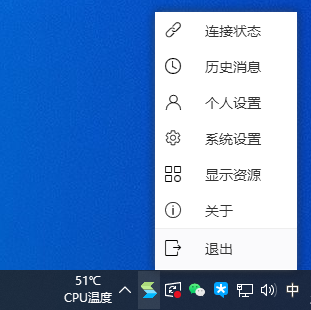 连接状态
历史消息
个人设置
系统设置
显示资源
关于
退出
51℃
CPU温度
中